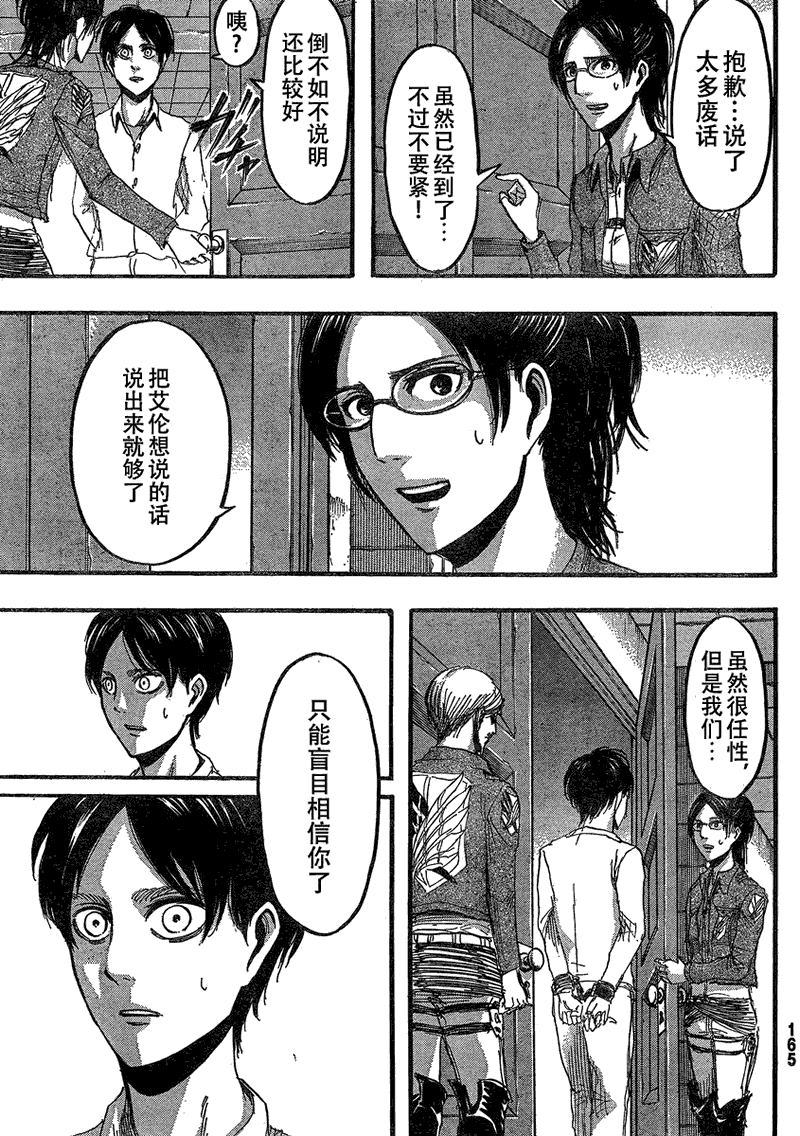 抱歉…说了
太多废话
虽然已经到了…
不过不要紧！
倒不如不说明
还比较好
咦？
把艾伦想说的话
说出来就够了
虽然很任性，
但是我们…
只能盲目相信你了
165